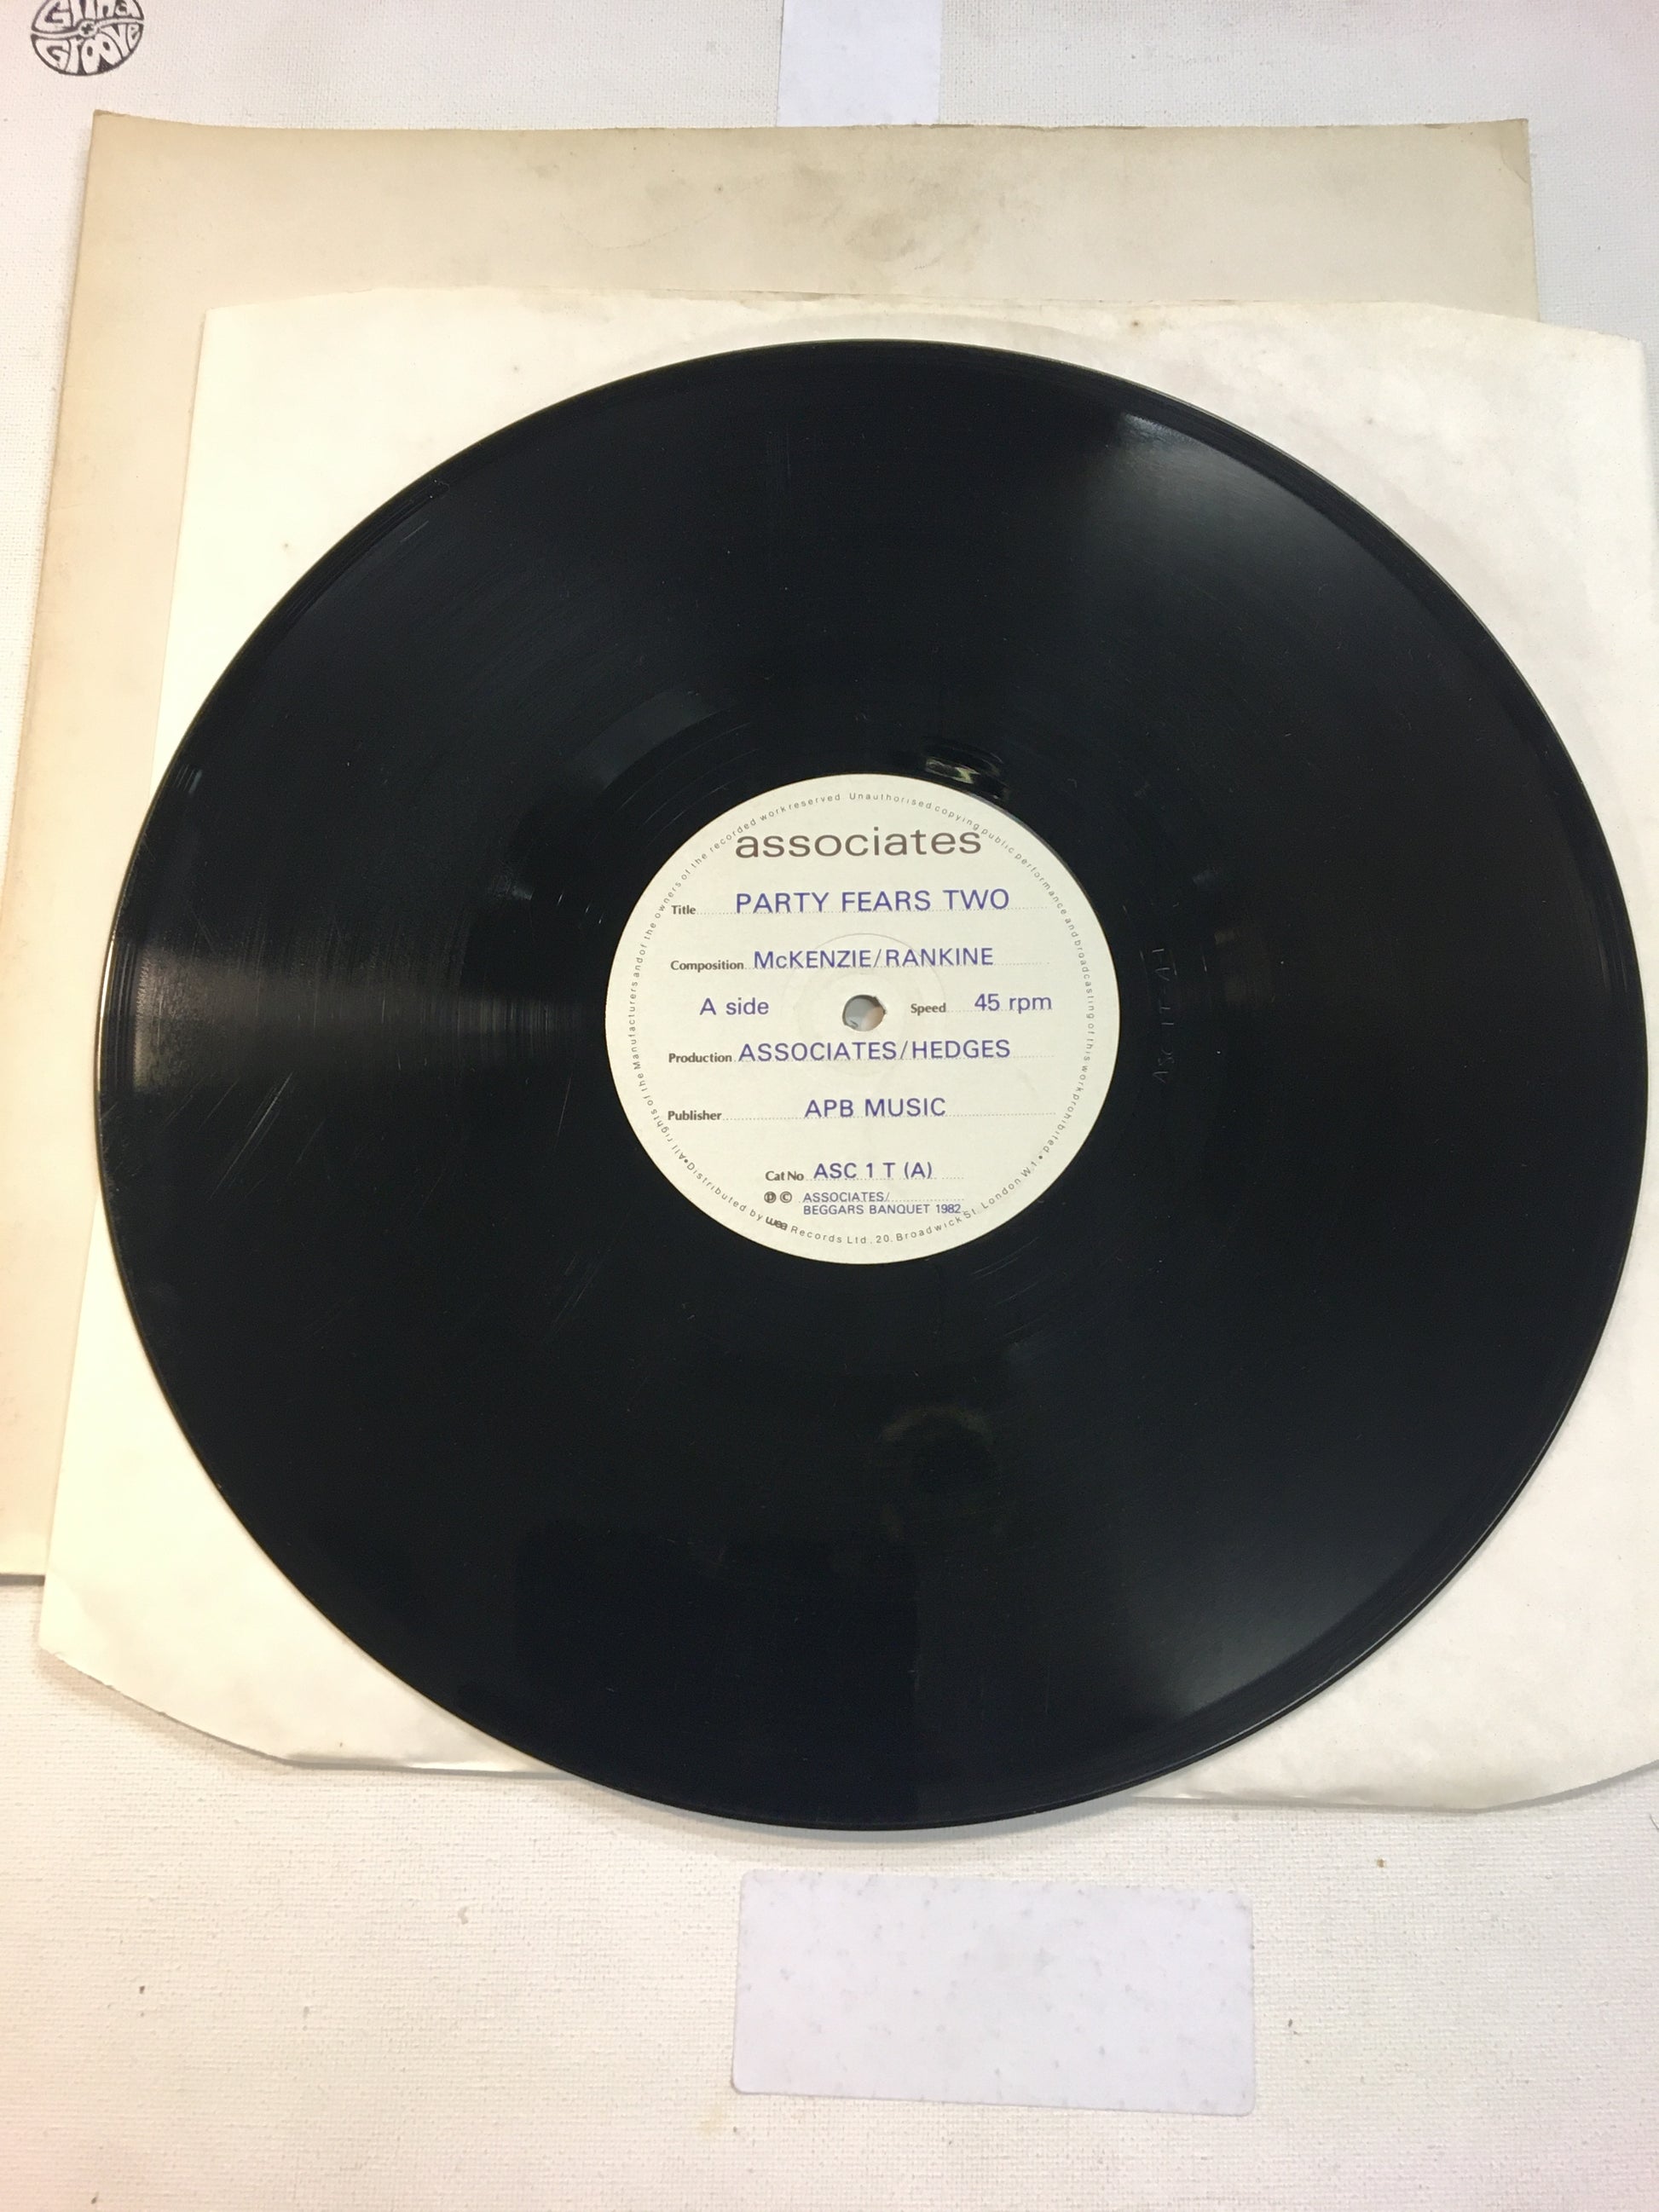 Groove
associates
Title PARTY FEARS TWO
Composition McKENZIE/RANKINE
A side Speed 45 rpm
Production ASSOCIATES/HEDGES
Publisher APB MUSIC
Cat No ASC 1 T (A)
℗ © ASSOCIATES/
BEGGARS BANQUET 1982
• All rights of the Manufacturers and of the owners of the recorded work reserved. Unauthorised copying public performance and broadcasting of this work prohibited •
Distributed by wea Records Ltd. 20, Broadwick St. London W.1.